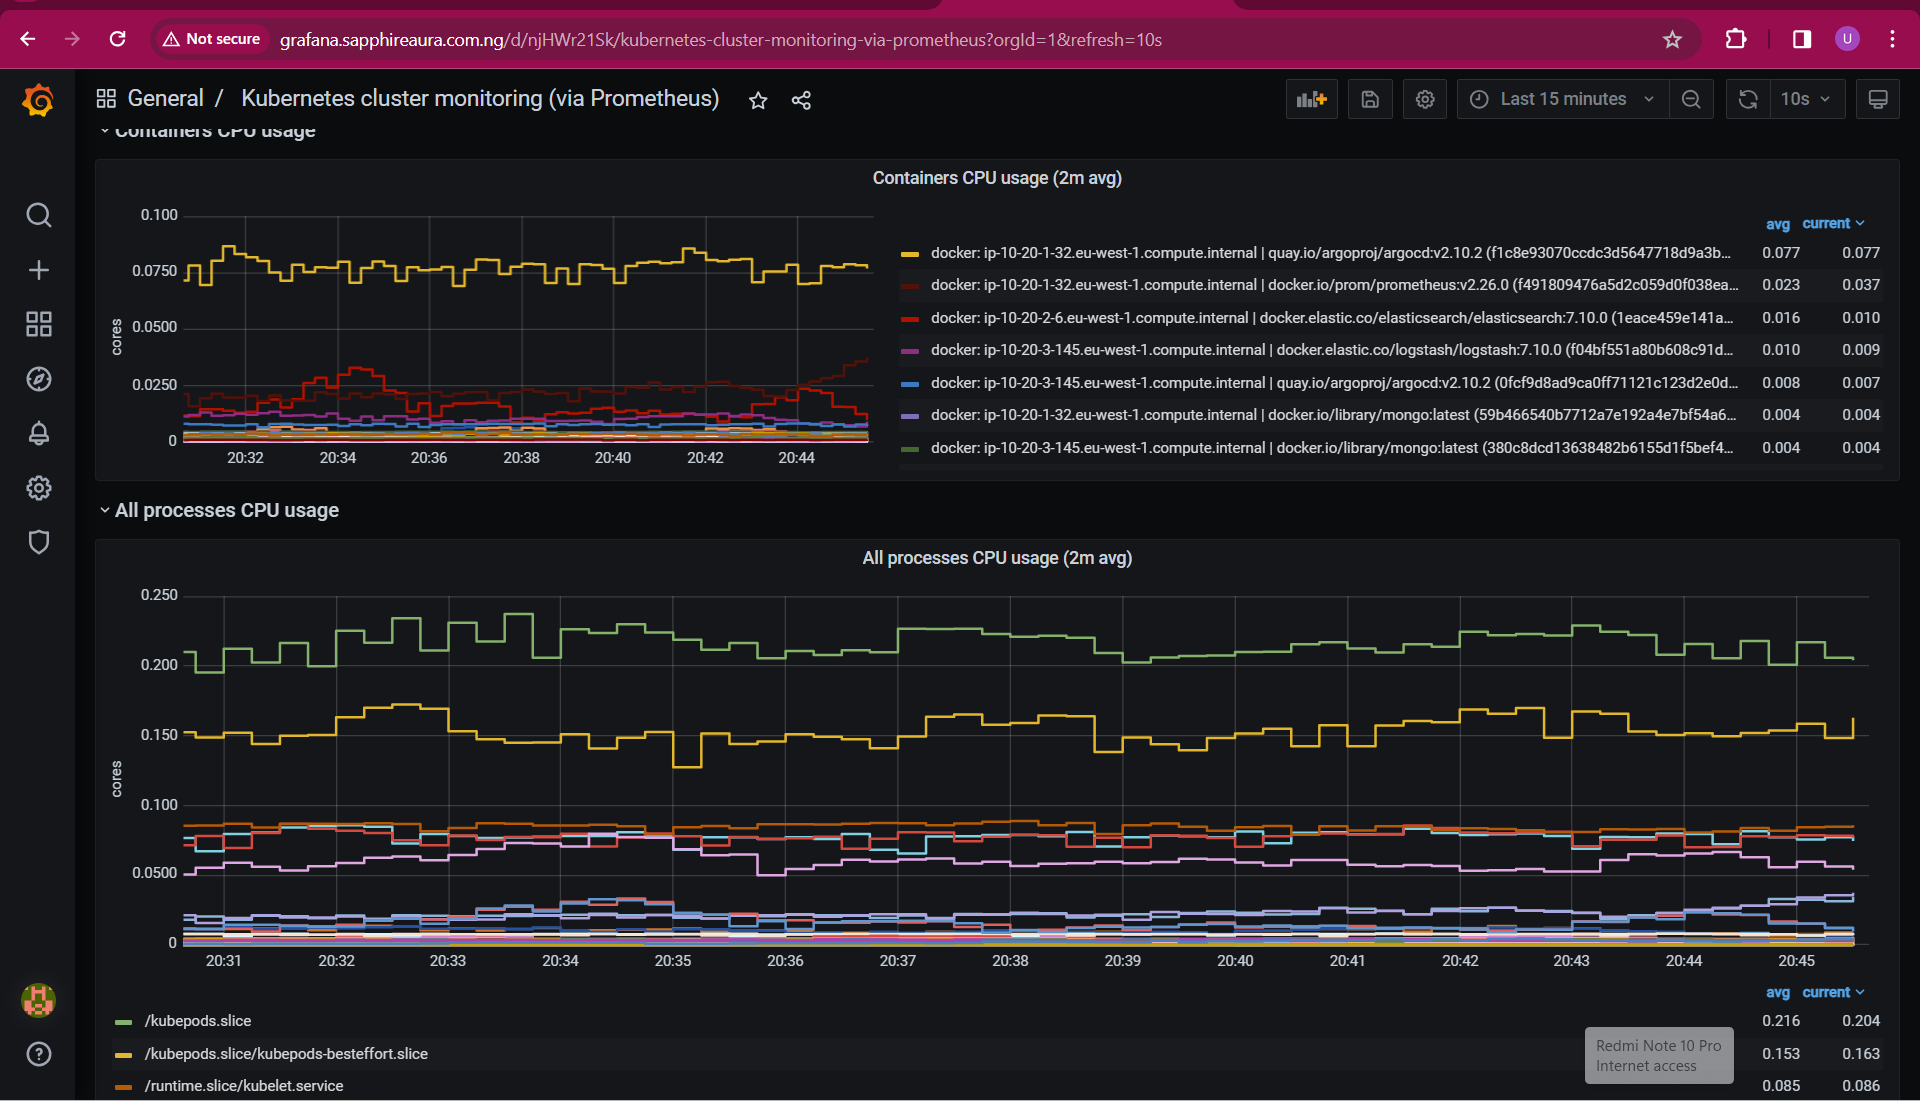 Not secure grafana.sapphireaura.com.ng/d/njHWr21Sk/kubernetes-cluster-monitoring-via-prometheus?orgId=1&refresh=10s
U
General / Kubernetes cluster monitoring (via Prometheus)
Last 15 minutes
10s
Containers CPU usage
Containers CPU usage (2m avg)
cores
0.100
0.0750
0.0500
0.0250
0
20:32 20:34 20:36 20:38 20:40 20:42 20:44
avg current
docker: ip-10-20-1-32.eu-west-1.compute.internal | quay.io/argoproj/argocd:v2.10.2 (f1c8e93070ccdc3d5647718d9a3b... 0.077 0.077
docker: ip-10-20-1-32.eu-west-1.compute.internal | docker.io/prom/prometheus:v2.26.0 (f491809476a5d2c059d0f038ea... 0.023 0.037
docker: ip-10-20-2-6.eu-west-1.compute.internal | docker.elastic.co/elasticsearch/elasticsearch:7.10.0 (1eace459e141a... 0.016 0.010
docker: ip-10-20-3-145.eu-west-1.compute.internal | docker.elastic.co/logstash/logstash:7.10.0 (f04bf551a80b608c91d... 0.010 0.009
docker: ip-10-20-3-145.eu-west-1.compute.internal | quay.io/argoproj/argocd:v2.10.2 (0fcf9d8ad9ca0ff71121c123d2e0d... 0.008 0.007
docker: ip-10-20-1-32.eu-west-1.compute.internal | docker.io/library/mongo:latest (59b466540b7712a7e192a4e7bf54a6... 0.004 0.004
docker: ip-10-20-3-145.eu-west-1.compute.internal | docker.io/library/mongo:latest (380c8dcd13638482b6155d1f5bef4... 0.004 0.004
All processes CPU usage
All processes CPU usage (2m avg)
cores
0.250
0.200
0.150
0.100
0.0500
0
20:31 20:32 20:33 20:34 20:35 20:36 20:37 20:38 20:39 20:40 20:41 20:42 20:43 20:44 20:45
avg current
/kubepods.slice 0.216 0.204
/kubepods.slice/kubepods-besteffort.slice 0.153 0.163
/runtime.slice/kubelet.service 0.085 0.086
Redmi Note 10 Pro
Internet access